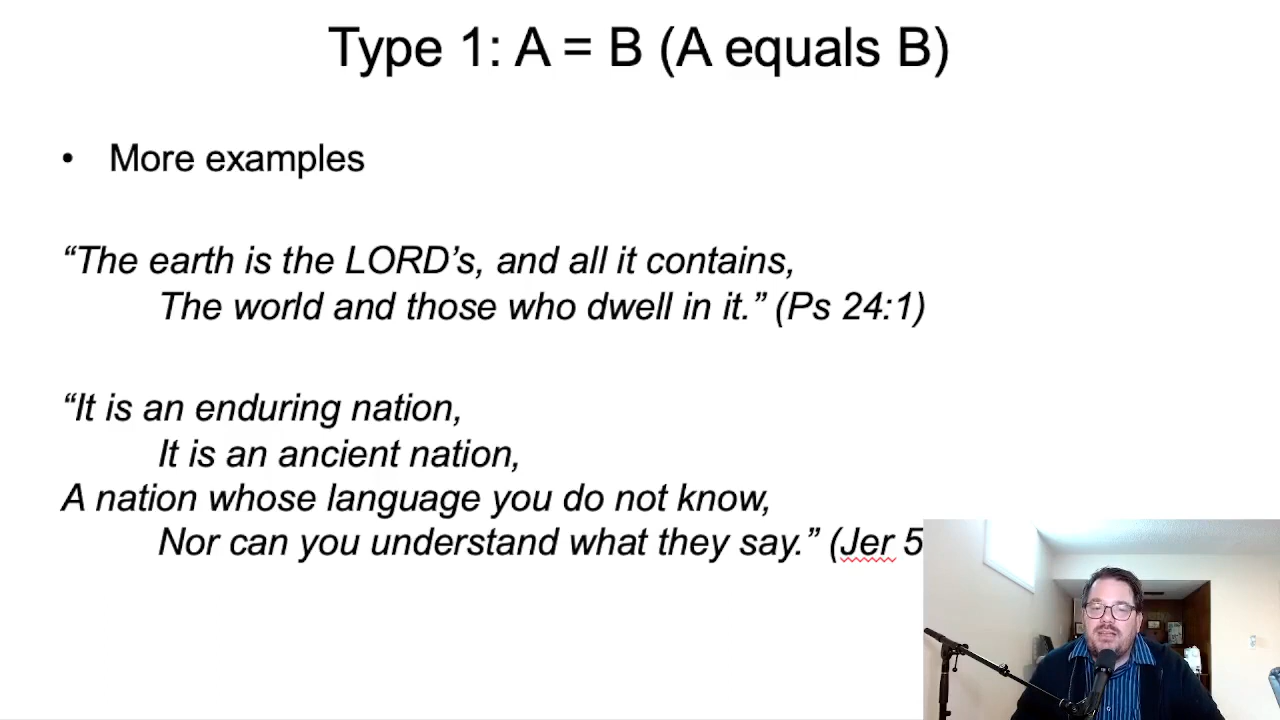 Type 1: A = B (A equals B)
• More examples
“The earth is the LORD’s, and all it contains,
The world and those who dwell in it.” (Ps 24:1)
“It is an enduring nation,
It is an ancient nation,
A nation whose language you do not know,
Nor can you understand what they say.” (Jer 5